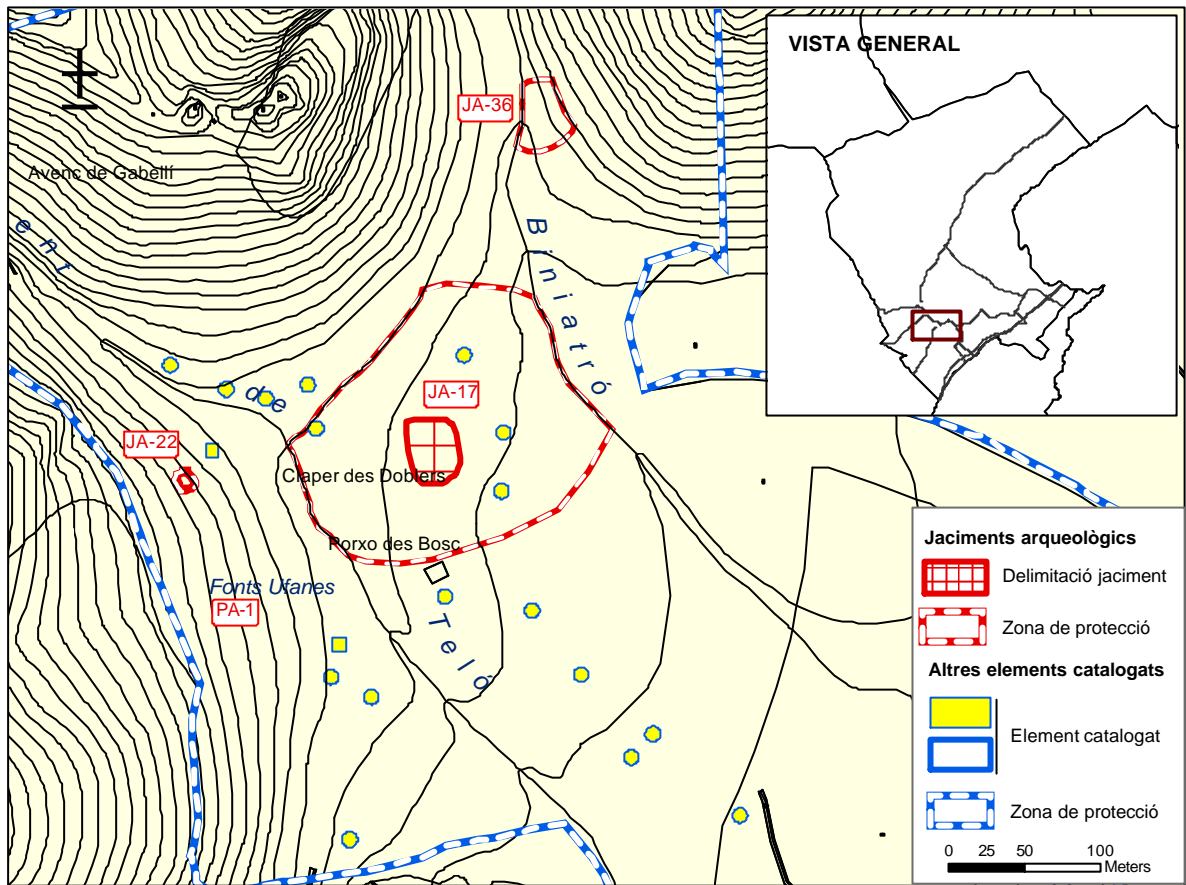 VISTA GENERAL
JA-36
Avenc de Gabellí
ent
Biniatró
de
JA-17
JA-22
Claper des Doblers
Porxo des Bosc
Fonts Ufanes
PA-1
Teló
Jaciments arqueològics
Delimitació jaciment
Zona de protecció
Altres elements catalogats
Element catalogat
Zona de protecció
0 25 50 100
Meters